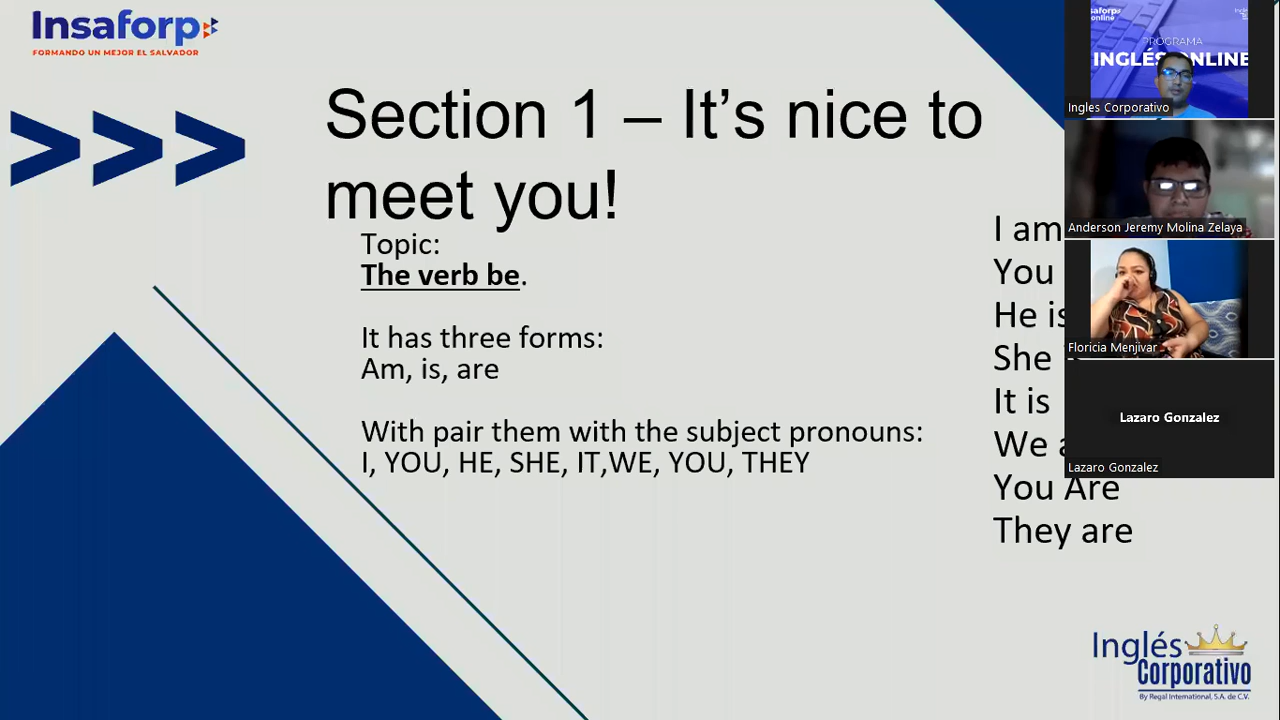 Insaforp
FORMANDO UN MEJOR EL SALVADOR
>>>
Section 1 – It's nice to
meet you!
Topic:
The verb be.
It has three forms:
Am, is, are
With pair them with the subject pronouns:
I, YOU, HE, SHE, IT,WE, YOU, THEY
I am
You
He is
She
It is
We
You Are
They are
online
PROGRAMA
INGLÉS ONLINE
Ingles Corporativo
Anderson Jeremy Molina Zelaya
Floricia Menjivar
Lazaro Gonzalez
Lazaro Gonzalez
Inglés
Corporativo
By Regal International, S.A. de C.V.